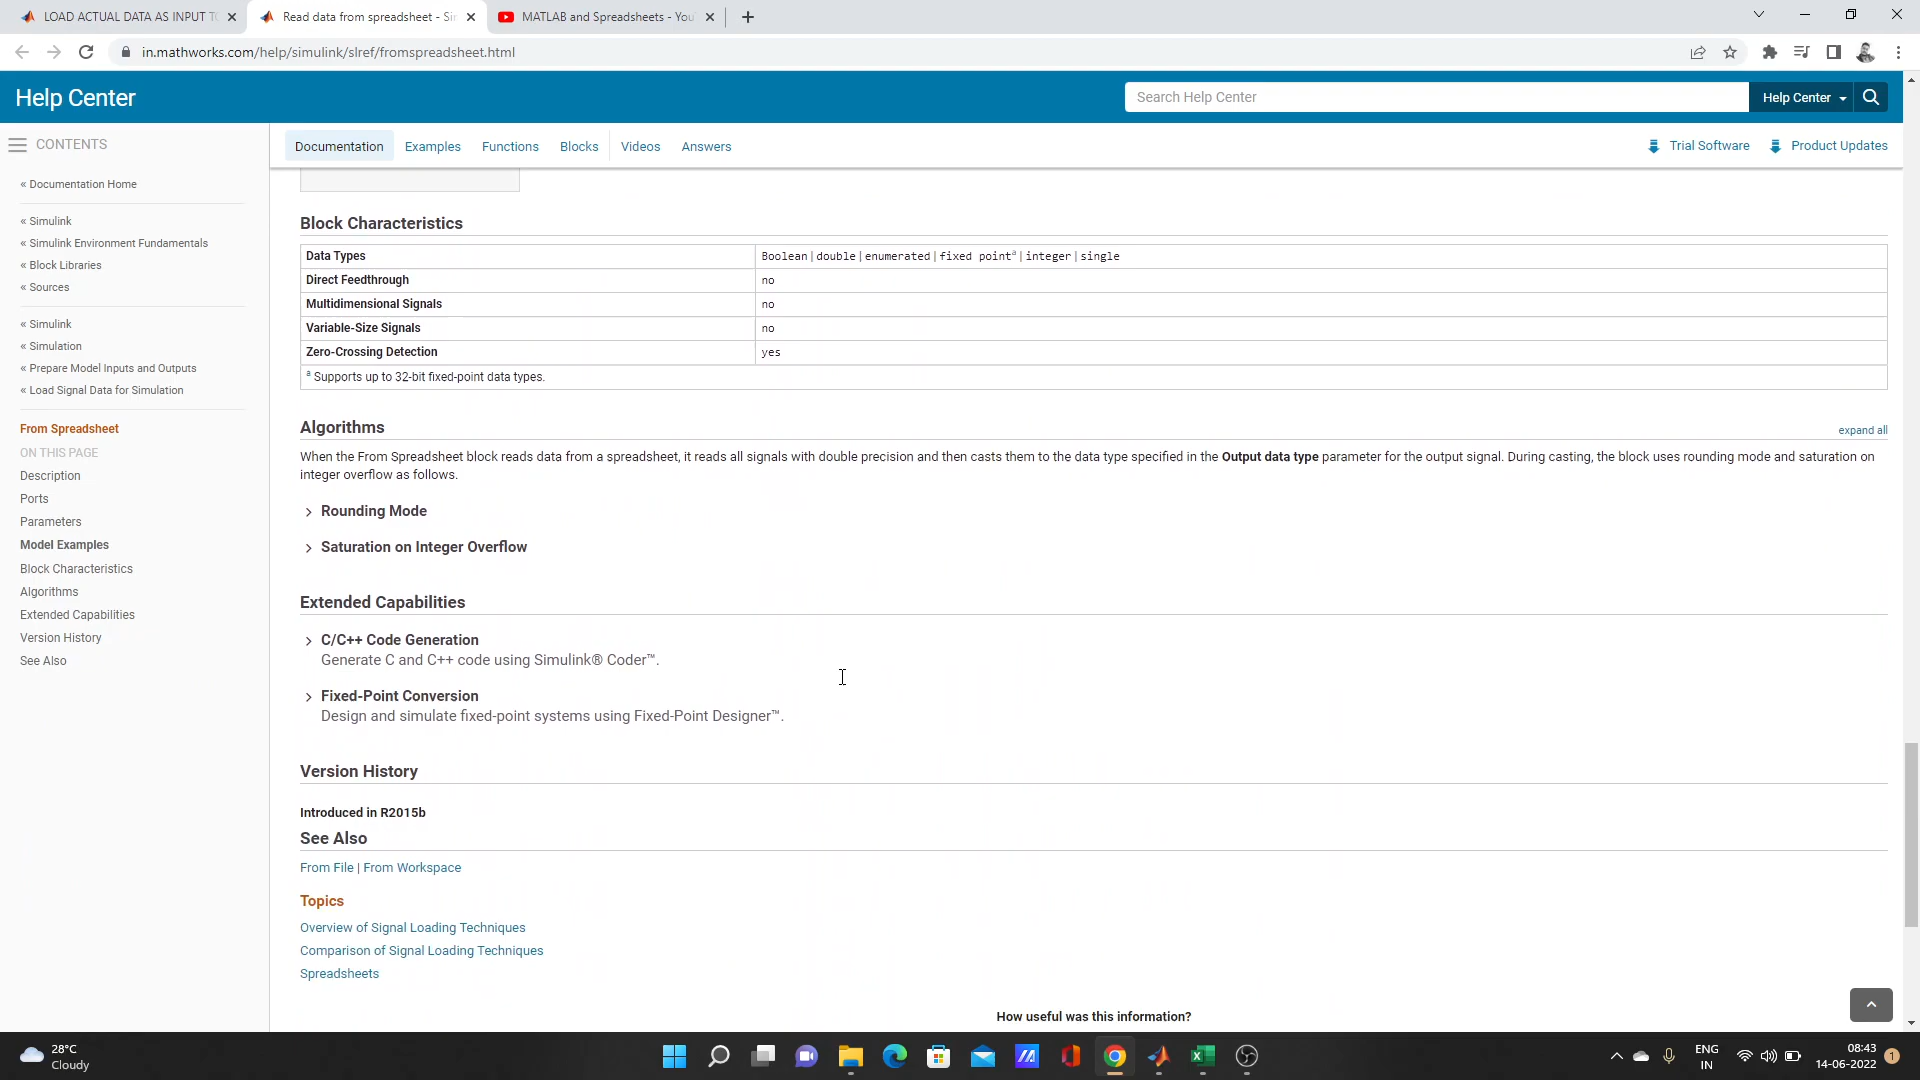 LOAD ACTUAL DATA AS INPUT TO
Read data from spreadsheet - Sim
MATLAB and Spreadsheets - You
in.mathworks.com/help/simulink/slref/fromspreadsheet.html
Help Center
Search Help Center
Help Center
CONTENTS
Documentation
Examples
Functions
Blocks
Videos
Answers
Trial Software
Product Updates
« Documentation Home
« Simulink
« Simulink Environment Fundamentals
« Block Libraries
« Sources
« Simulink
« Simulation
« Prepare Model Inputs and Outputs
« Load Signal Data for Simulation
From Spreadsheet
ON THIS PAGE
Description
Ports
Parameters
Model Examples
Block Characteristics
Algorithms
Extended Capabilities
Version History
See Also
Block Characteristics
Data Types Boolean | double | enumerated | fixed pointᵃ | integer | single
Direct Feedthrough no
Multidimensional Signals no
Variable-Size Signals no
Zero-Crossing Detection yes
ᵃ Supports up to 32-bit fixed-point data types.
Algorithms
expand all
When the From Spreadsheet block reads data from a spreadsheet, it reads all signals with double precision and then casts them to the data type specified in the Output data type parameter for the output signal. During casting, the block uses rounding mode and saturation on
integer overflow as follows.
Rounding Mode
Saturation on Integer Overflow
Extended Capabilities
C/C++ Code Generation
Generate C and C++ code using Simulink® Coder™.
Fixed-Point Conversion
Design and simulate fixed-point systems using Fixed-Point Designer™.
Version History
Introduced in R2015b
See Also
From File | From Workspace
Topics
Overview of Signal Loading Techniques
Comparison of Signal Loading Techniques
Spreadsheets
How useful was this information?
28°C
Cloudy
ENG
IN
08:43
14-06-2022
1